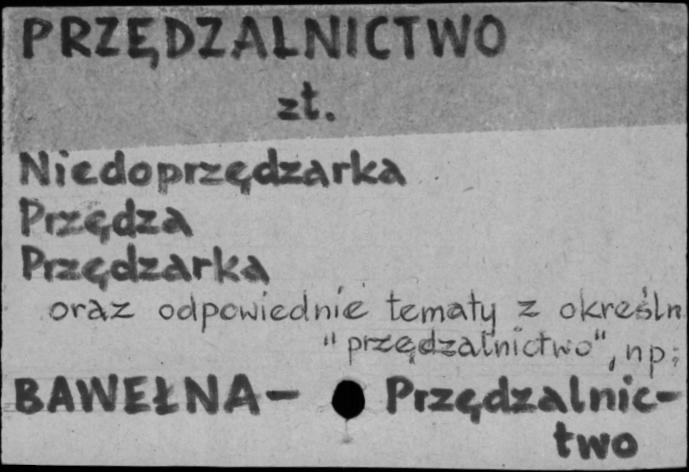 PRZĘDZALNICTWO
zt.
Niedoprzędzarka
Przędza
Przędzarka
oraz odpowiednie tematy z określn
"przędzalnictwo", np:
BAWEŁNA - Przędzalnic-
two